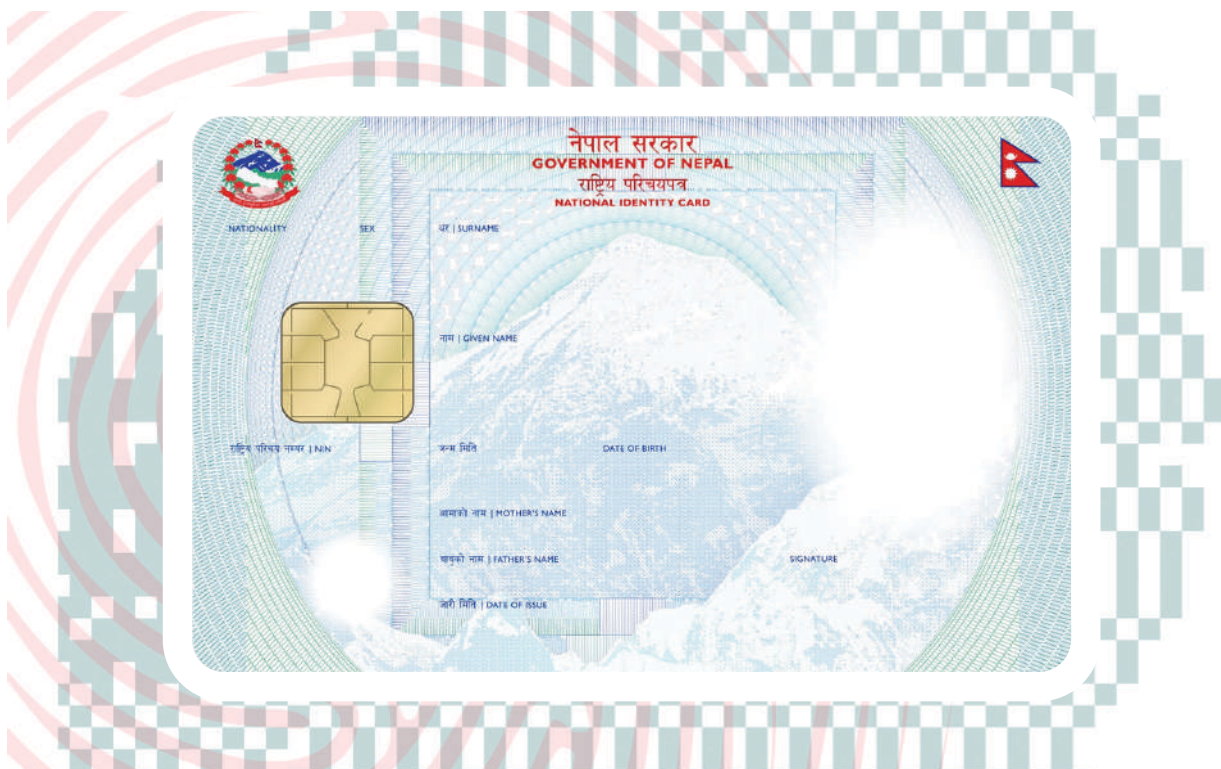 नेपाल सरकार
GOVERNMENT OF NEPAL
राष्ट्रिय परिचयपत्र
NATIONAL IDENTITY CARD
NATIONALITY SEX थर | SURNAME
नाम | GIVEN NAME
राष्ट्रिय परिचय नम्वर | NIN जन्म मिति DATE OF BIRTH
आमाको नाम | MOTHER'S NAME
बाबुको नाम | FATHER'S NAME SIGNATURE
जारी मिति | DATE OF ISSUE